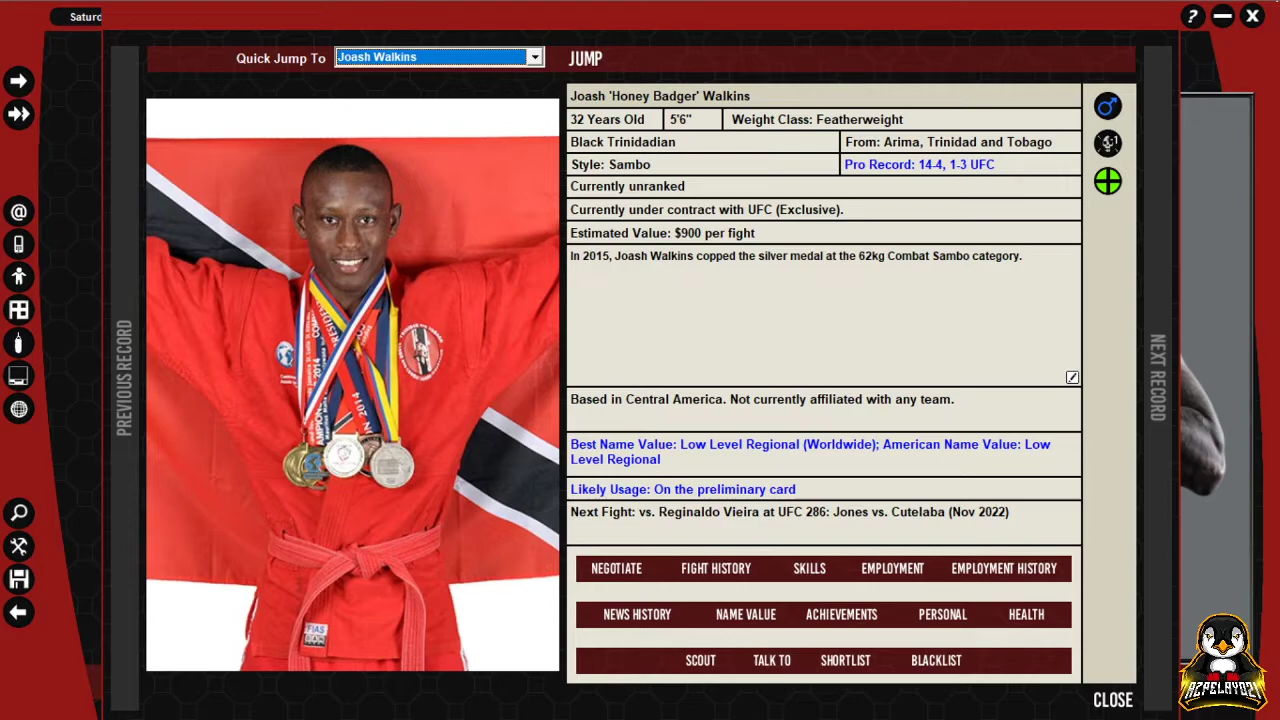 Saturd
Quick Jump To
Joash Walkins
JUMP
Joash 'Honey Badger' Walkins
32 Years Old
5'6"
Weight Class: Featherweight
Black Trinidadian
From: Arima, Trinidad and Tobago
Style: Sambo
Pro Record: 14-4, 1-3 UFC
Currently unranked
Currently under contract with UFC (Exclusive).
Estimated Value: $900 per fight
In 2015, Joash Walkins copped the silver medal at the 62kg Combat Sambo category.
Based in Central America. Not currently affiliated with any team.
Best Name Value: Low Level Regional (Worldwide); American Name Value: Low
Level Regional
Likely Usage: On the preliminary card
Next Fight: vs. Reginaldo Vieira at UFC 286: Jones vs. Cutelaba (Nov 2022)
NEGOTIATE
FIGHT HISTORY
SKILLS
EMPLOYMENT
EMPLOYMENT HISTORY
NEWS HISTORY
NAME VALUE
ACHIEVEMENTS
PERSONAL
HEALTH
SCOUT
TALK TO
SHORTLIST
BLACKLIST
CLOSE
PREVIOUS RECORD
NEXT RECORD
2014
FIAS
ACPELAYO21